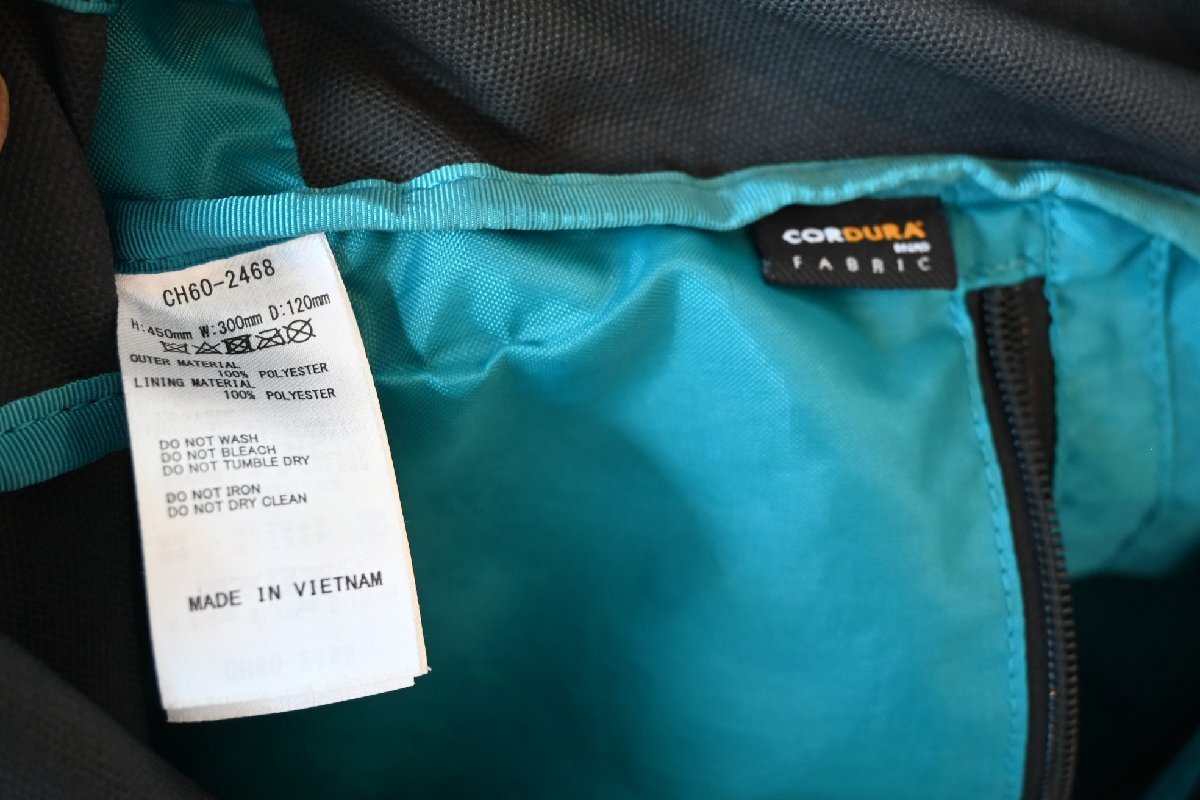 CH60-2468
H:450mm W:300mm D:120mm
OUTER MATERIAL
100% POLYESTER
LINING MATERIAL
100% POLYESTER
DO NOT WASH
DO NOT BLEACH
DO NOT TUMBLE DRY
DO NOT IRON
DO NOT DRY CLEAN
MADE IN VIETNAM
CORDURA
BRAND
FABRIC